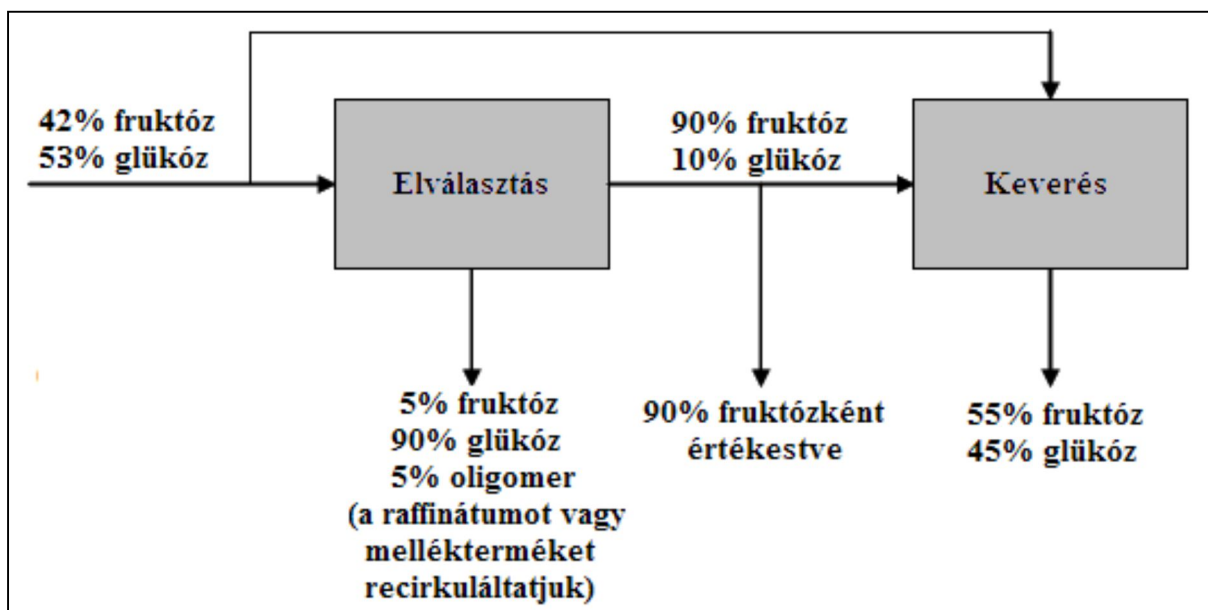 42% fruktóz
53% glükóz
Elválasztás
90% fruktóz
10% glükóz
Keverés
5% fruktóz
90% glükóz
5% oligomer
(a raffinátumot vagy
mellékterméket
recirkuláltatjuk)
90% fruktózként
értékestve
55% fruktóz
45% glükóz